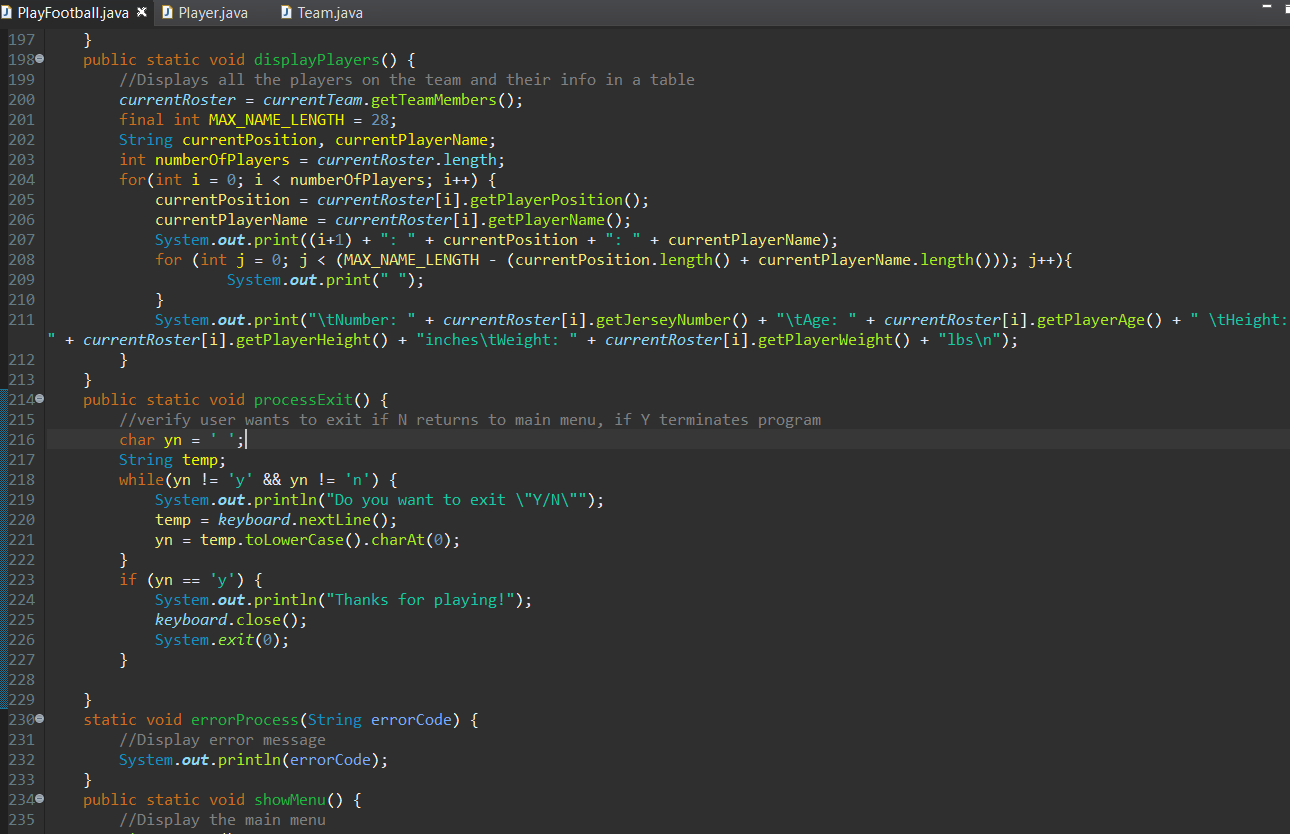 PlayFootball.java Player.java Team.java
197 }
198 public static void displayPlayers() {
199 //Displays all the players on the team and their info in a table
200 currentRoster = currentTeam.getTeamMembers();
201 final int MAX_NAME_LENGTH = 28;
202 String currentPosition, currentPlayerName;
203 int numberOfPlayers = currentRoster.length;
204 for(int i = 0; i < numberOfPlayers; i++) {
205 currentPosition = currentRoster[i].getPlayerPosition();
206 currentPlayerName = currentRoster[i].getPlayerName();
207 System.out.print((i+1) + ": " + currentPosition + ": " + currentPlayerName);
208 for (int j = 0; j < (MAX_NAME_LENGTH - (currentPosition.length() + currentPlayerName.length())); j++){
209 System.out.print(" ");
210 }
211 System.out.print("\tNumber: " + currentRoster[i].getJerseyNumber() + "\tAge: " + currentRoster[i].getPlayerAge() + " \tHeight:
" + currentRoster[i].getPlayerHeight() + "inches\tWeight: " + currentRoster[i].getPlayerWeight() + "lbs\n");
212 }
213 }
214 public static void processExit() {
215 //verify user wants to exit if N returns to main menu, if Y terminates program
216 char yn = ' ';
217 String temp;
218 while(yn != 'y' && yn != 'n') {
219 System.out.println("Do you want to exit \"Y/N\"");
220 temp = keyboard.nextLine();
221 yn = temp.toLowerCase().charAt(0);
222 }
223 if (yn == 'y') {
224 System.out.println("Thanks for playing!");
225 keyboard.close();
226 System.exit(0);
227 }
228
229 }
230 static void errorProcess(String errorCode) {
231 //Display error message
232 System.out.println(errorCode);
233 }
234 public static void showMenu() {
235 //Display the main menu